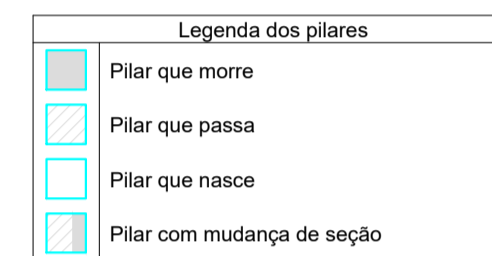 Legenda dos pilares
Pilar que morre
Pilar que passa
Pilar que nasce
Pilar com mudança de seção